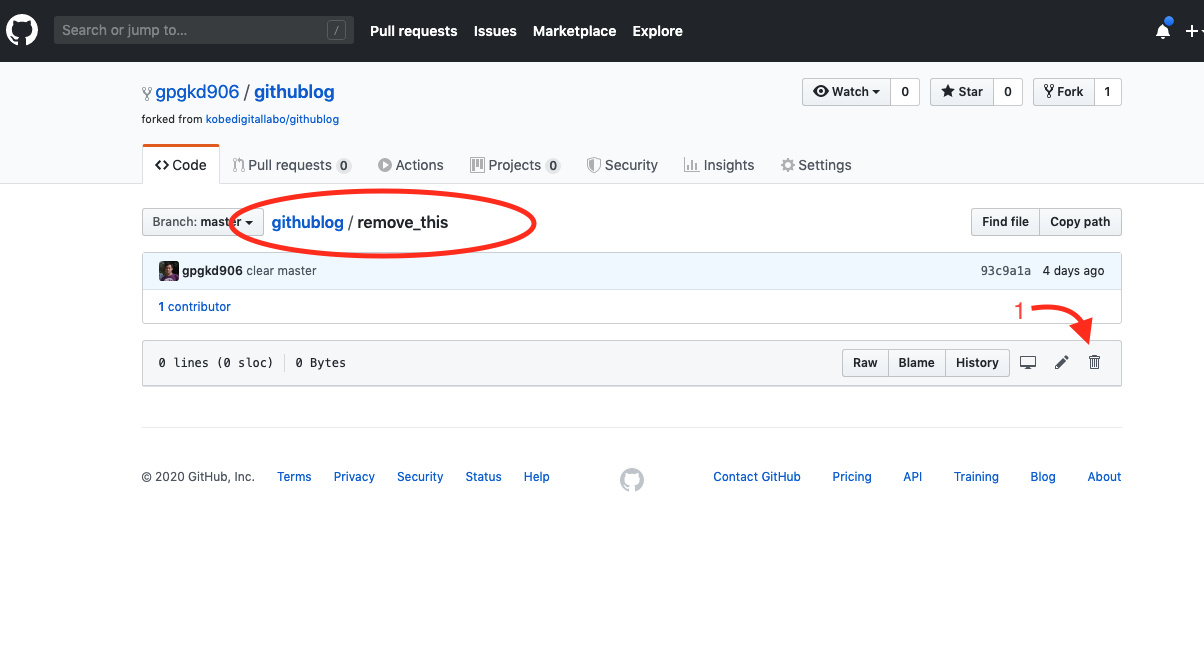 Search or jump to... / Pull requests Issues Marketplace Explore
gpgkd906 / githublog Watch 0 Star 0 Fork 1
forked from kobedigitallabo/githublog
Code Pull requests 0 Actions Projects 0 Security Insights Settings
Branch: master githublog / remove_this Find file Copy path
gpgkd906 clear master 93c9a1a 4 days ago
1 contributor
1
0 lines (0 sloc) 0 Bytes Raw Blame History
© 2020 GitHub, Inc. Terms Privacy Security Status Help Contact GitHub Pricing API Training Blog About